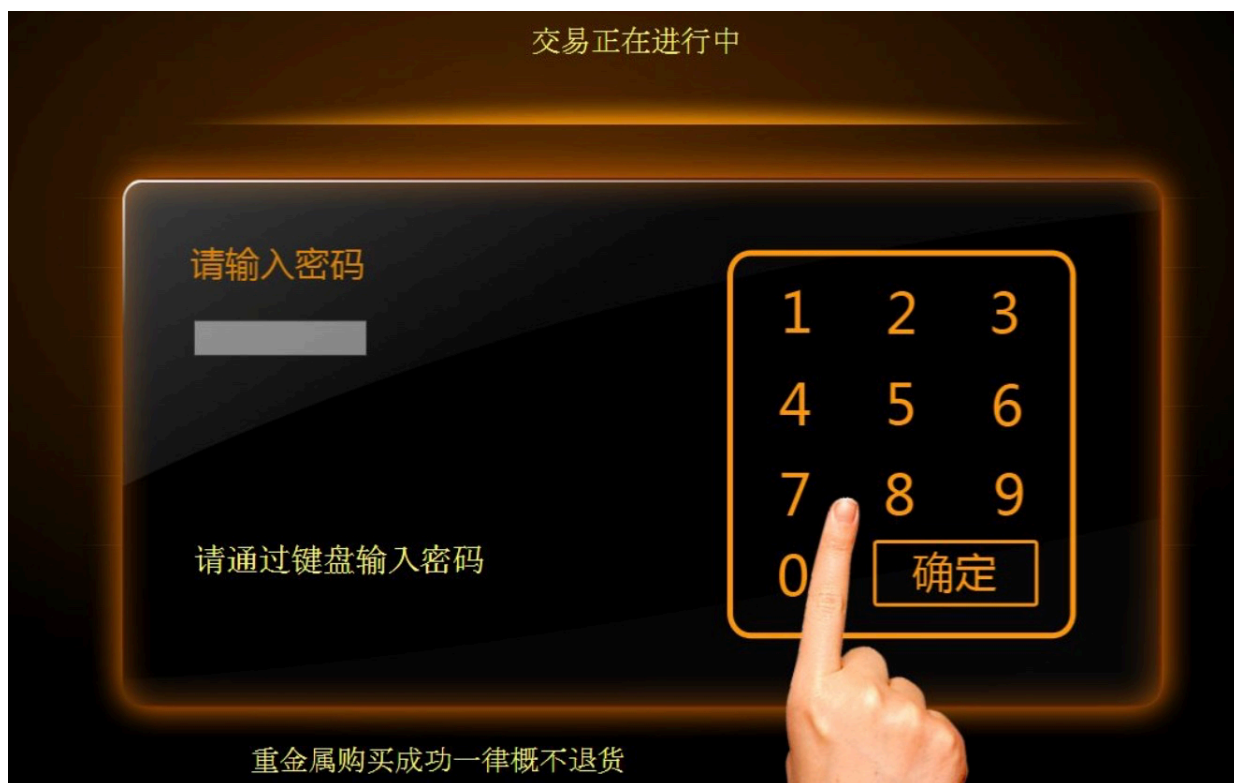 交易正在进行中
请输入密码
1 2 3
4 5 6
7 8 9
0 确定
请通过键盘输入密码
重金属购买成功一律概不退货